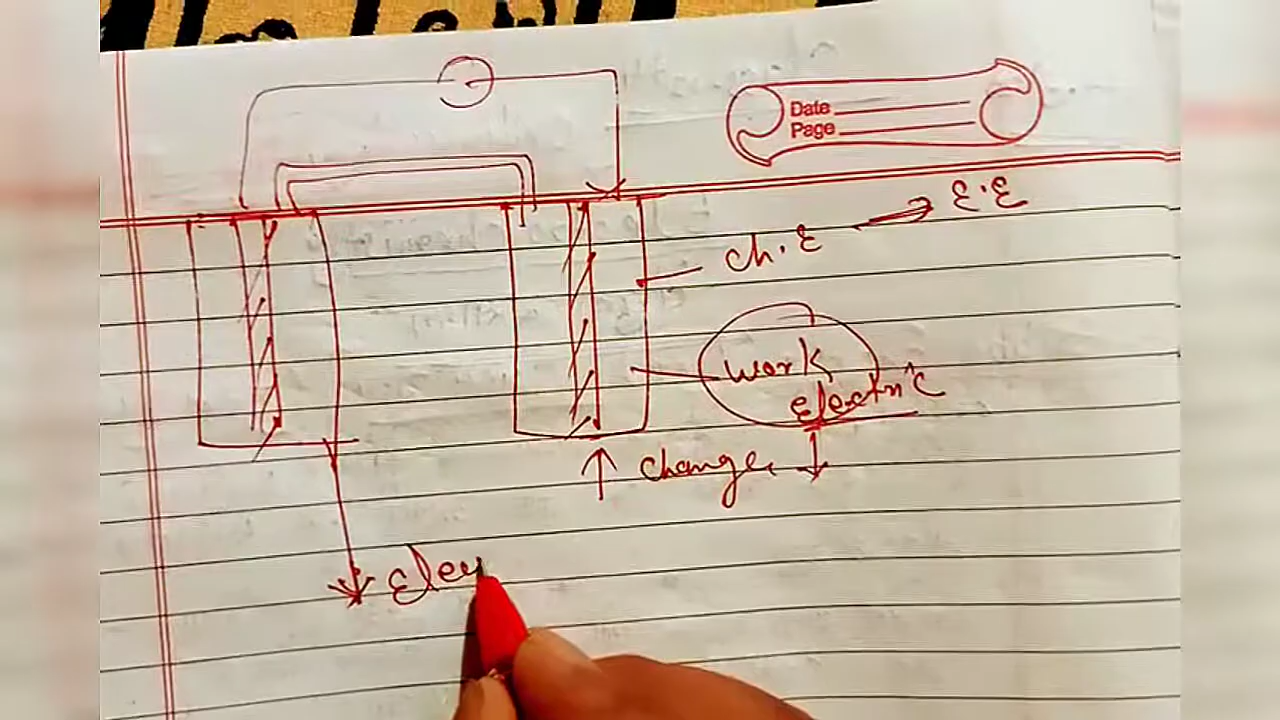 Date
Page
ch. E → E.E
work
electric
↑ change ↓
Elec